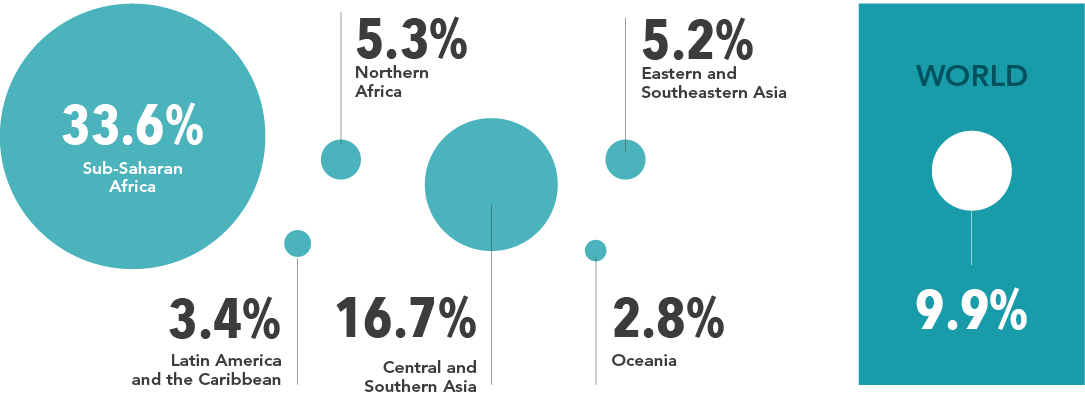 33.6%
Sub-Saharan
Africa
5.3%
Northern
Africa
5.2%
Eastern and
Southeastern Asia
3.4%
Latin America
and the Caribbean
16.7%
Central and
Southern Asia
2.8%
Oceania
WORLD
9.9%